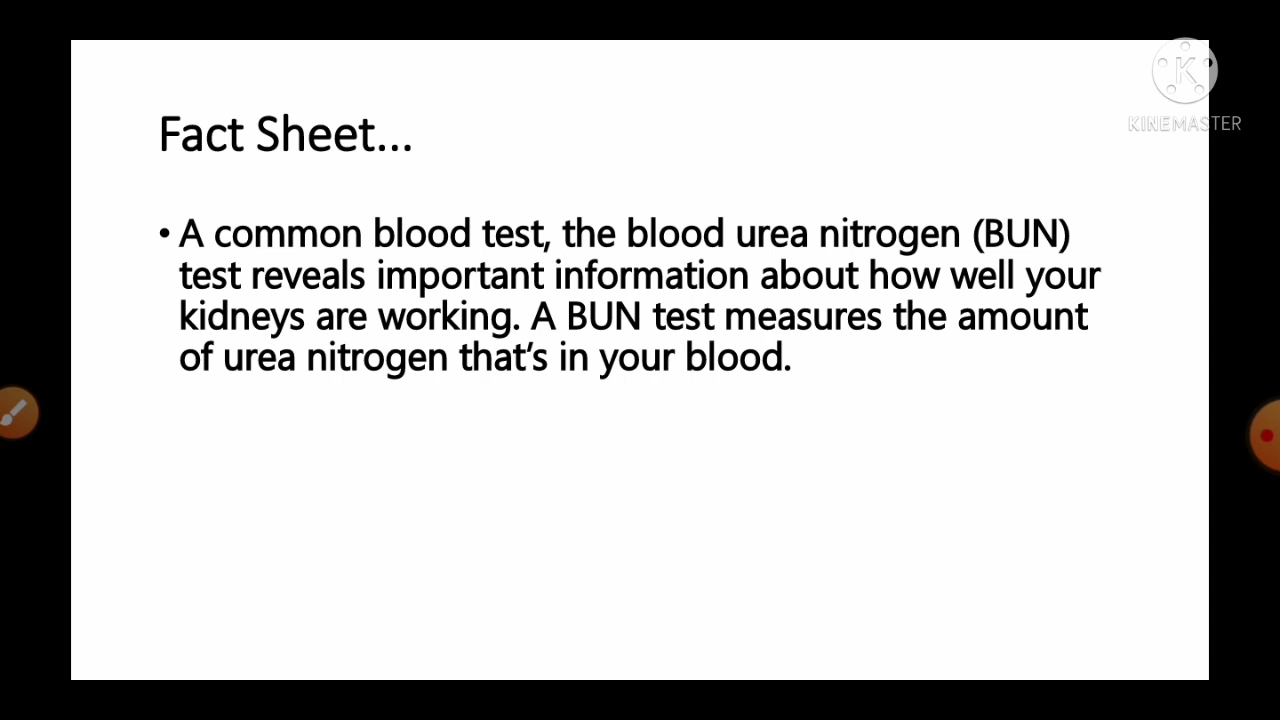 KINEMASTER
Fact Sheet...
• A common blood test, the blood urea nitrogen (BUN)
test reveals important information about how well your
kidneys are working. A BUN test measures the amount
of urea nitrogen that's in your blood.